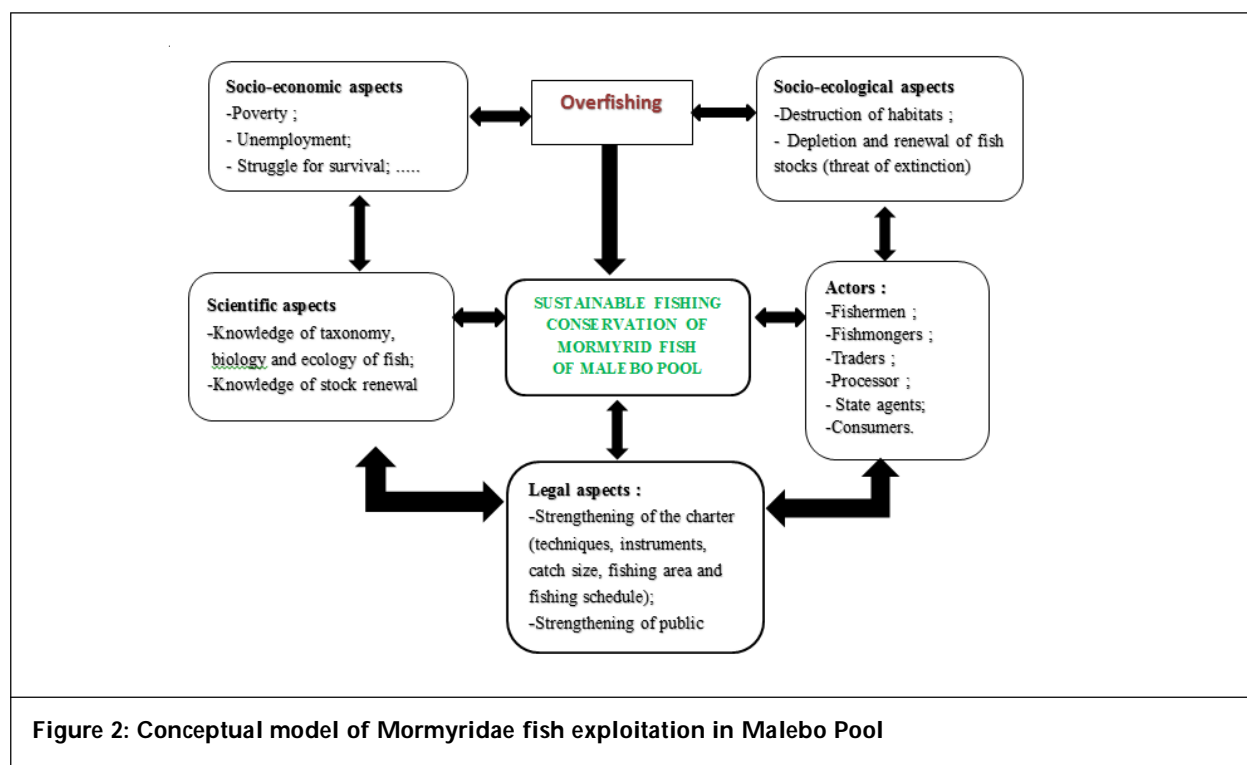 Socio-economic aspects
-Poverty ;
- Unemployment;
- Struggle for survival; .....
Overfishing
Socio-ecological aspects
-Destruction of habitats ;
- Depletion and renewal of fish
stocks (threat of extinction)
Scientific aspects
-Knowledge of taxonomy,
biology and ecology of fish;
-Knowledge of stock renewal
SUSTAINABLE FISHING
CONSERVATION OF
MORMYRID FISH
OF MALEBO POOL
Actors :
-Fishermen ;
-Fishmongers ;
-Traders ;
-Processor ;
- State agents;
-Consumers.
Legal aspects :
-Strengthening of the charter
(techniques, instruments,
catch size, fishing area and
fishing schedule);
-Strengthening of public
Figure 2: Conceptual model of Mormyridae fish exploitation in Malebo Pool